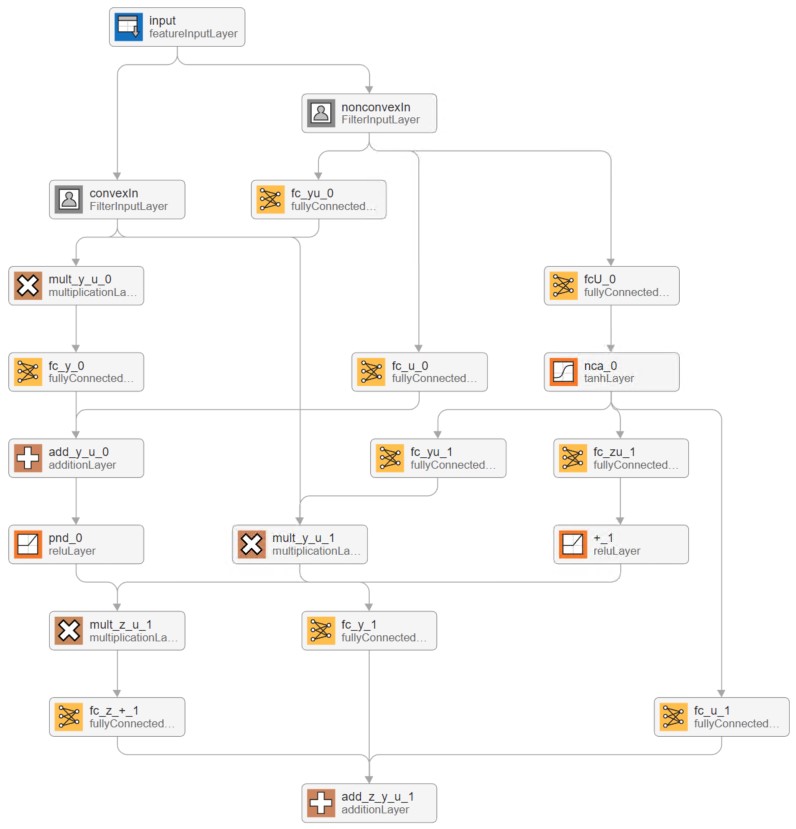 input
featureInputLayer
nonconvexIn
FilterInputLayer
convexIn
FilterInputLayer
fc_yu_0
fullyConnected...
mult_y_u_0
multiplicationLa...
fcU_0
fullyConnected...
fc_y_0
fullyConnected...
fc_u_0
fullyConnected...
nca_0
tanhLayer
add_y_u_0
additionLayer
fc_yu_1
fullyConnected...
fc_zu_1
fullyConnected...
pnd_0
reluLayer
mult_y_u_1
multiplicationLa...
+_1
reluLayer
mult_z_u_1
multiplicationLa...
fc_y_1
fullyConnected...
fc_z_+_1
fullyConnected...
fc_u_1
fullyConnected...
add_z_y_u_1
additionLayer